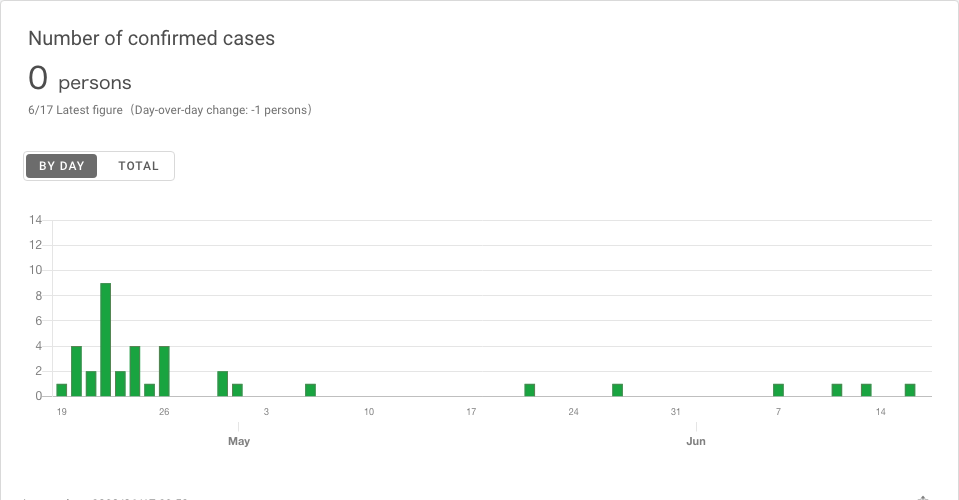 Number of confirmed cases
0 persons
6/17 Latest figure（Day-over-day change: -1 persons）
BY DAY TOTAL
14
12
10
8
6
4
2
0
19 26 3 10 17 24 31 7 14
May Jun